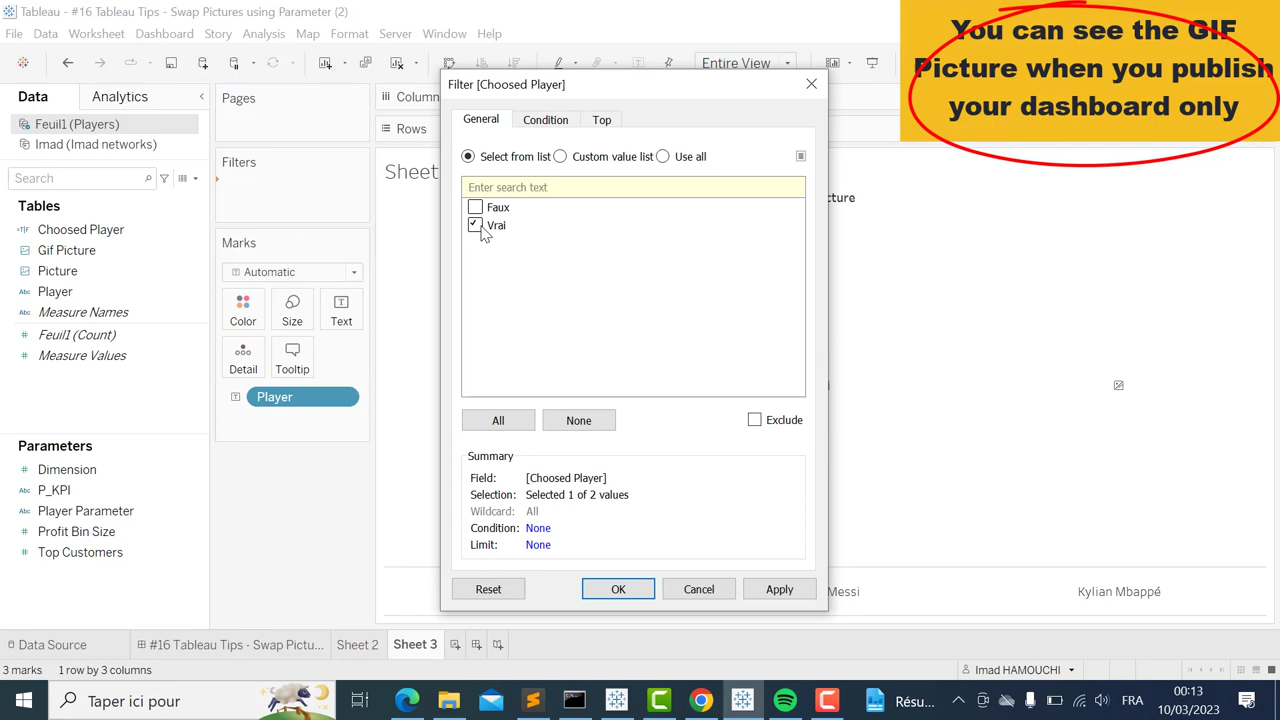 Tableau - #16 Tableau Tips - Swap Pictures using Parameter (2)
File Data Worksheet Dashboard Story Analysis Map Format Server Window Help
You can see the GIF
Picture when you publish
your dashboard only
Entire View
Data Analytics
Pages
Columns
Rows
Feuil1 (Players)
Imad (Imad networks)
Search
Filters
Tables
Choosed Player
Gif Picture
Picture
Player
Measure Names
Feuil1 (Count)
Measure Values
Marks
Automatic
Color Size Text
Detail Tooltip
Player
Parameters
Dimension
P_KPI
Player Parameter
Profit Bin Size
Top Customers
Sheet
Filter [Choosed Player]
General Condition Top
Select from list Custom value list Use all
Enter search text
Faux
Vrai
All None Exclude
Summary
Field: [Choosed Player]
Selection: Selected 1 of 2 values
Wildcard: All
Condition: None
Limit: None
Reset OK Cancel Apply
Messi Kylian Mbappé
Data Source #16 Tableau Tips - Swap Pictu... Sheet 2 Sheet 3
3 marks 1 row by 3 columns Imad HAMOUCHI
Taper ici pour Résu... FRA 00:13
10/03/2023